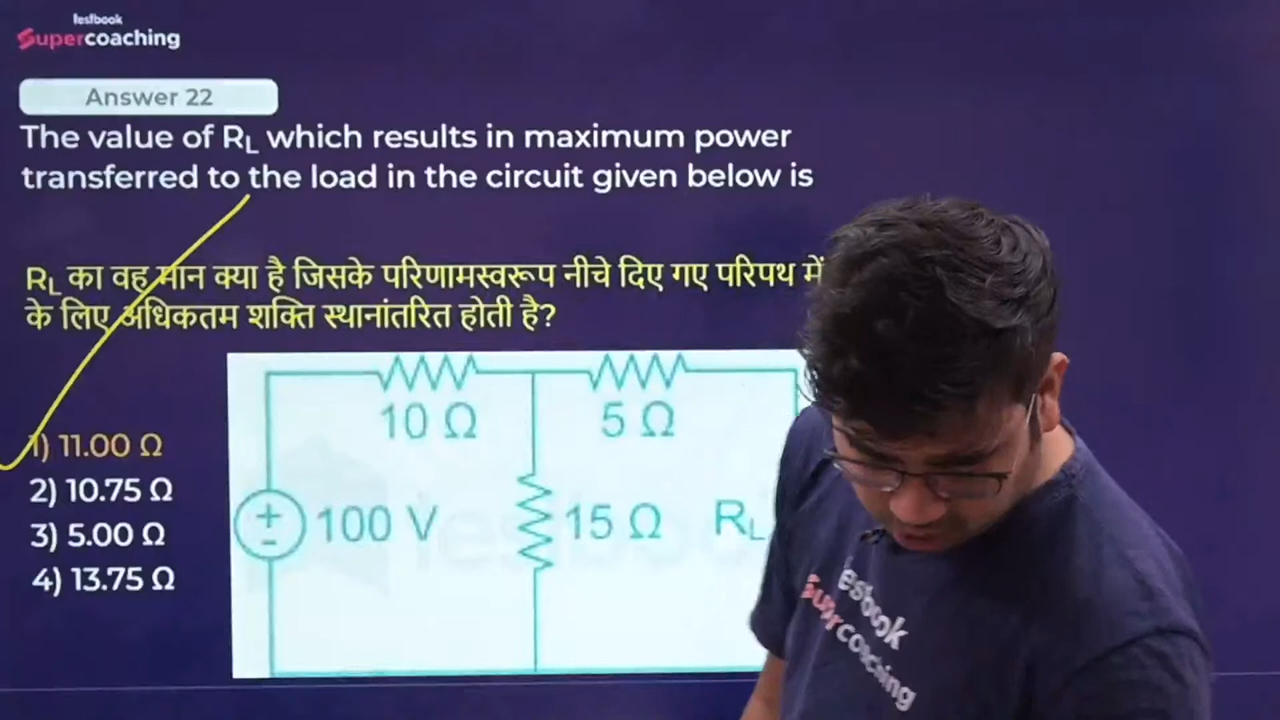 Testbook
Supercoaching
Answer 22
The value of RL which results in maximum power
transferred to the load in the circuit given below is
RL का वह मान क्या है जिसके परिणामस्वरूप नीचे दिए गए परिपथ में
के लिए अधिकतम शक्ति स्थानांतरित होती है?
1) 11.00 Ω
2) 10.75 Ω
3) 5.00 Ω
4) 13.75 Ω
10 Ω
5 Ω
+
-
100 V
15 Ω
RL
Testbook
Supercoaching